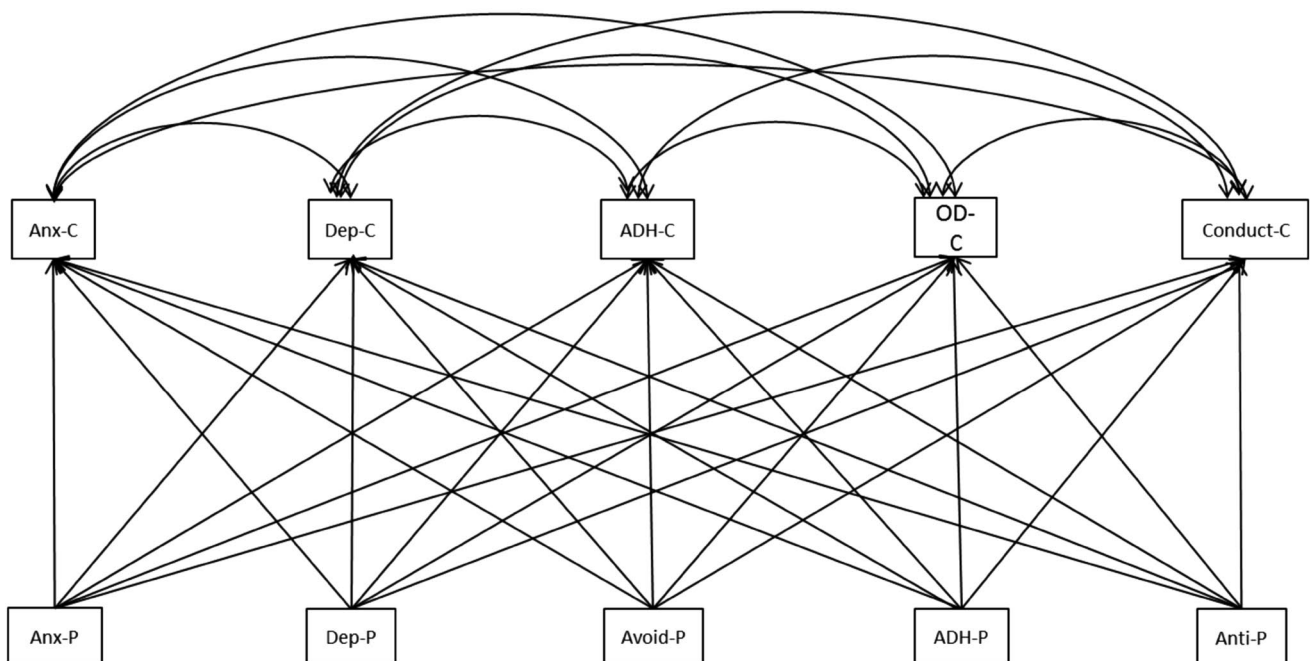 Anx-C
Dep-C
ADH-C
OD-
C
Conduct-C
Anx-P
Dep-P
Avoid-P
ADH-P
Anti-P